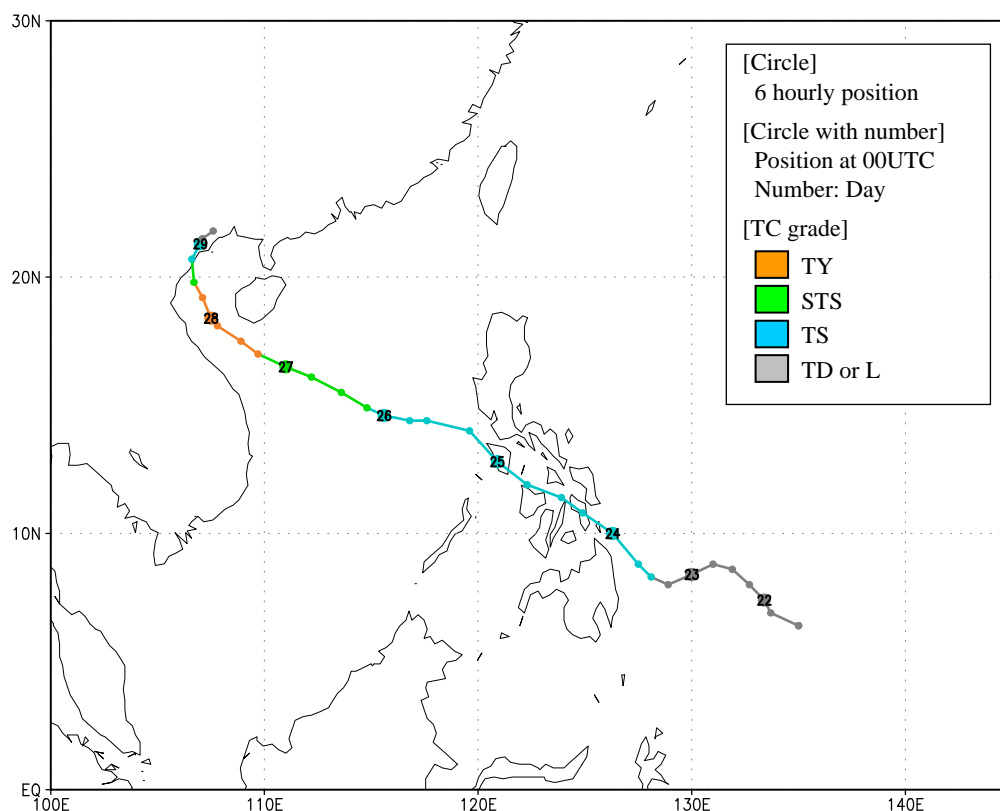 30N
[Circle]
6 hourly position
[Circle with number]
Position at 00UTC
Number: Day
[TC grade]
TY
STS
TS
TD or L
29
20N
28
27
26
25
24
10N
23
22
EQ
100E 110E 120E 130E 140E